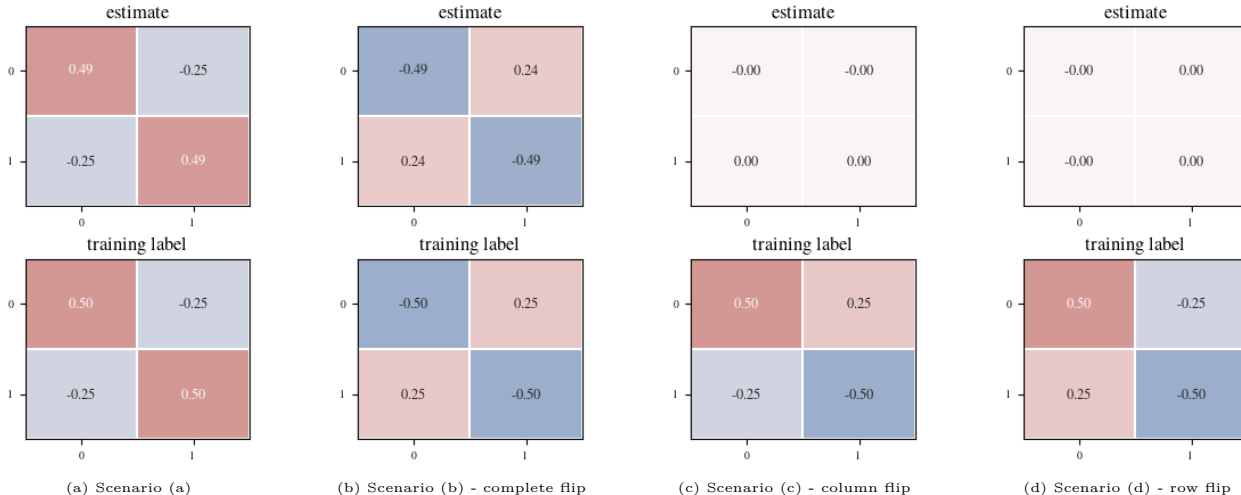 estimate estimate estimate estimate
0 0.49 -0.25 0 -0.49 0.24 0 -0.00 -0.00 0 -0.00 0.00
1 -0.25 0.49 1 0.24 -0.49 1 0.00 0.00 1 -0.00 0.00
0 1 0 1 0 1 0 1
training label training label training label training label
0 0.50 -0.25 0 -0.50 0.25 0 0.50 0.25 0 0.50 -0.25
1 -0.25 0.50 1 0.25 -0.50 1 -0.25 -0.50 1 0.25 -0.50
0 1 0 1 0 1 0 1
(a) Scenario (a) (b) Scenario (b) - complete flip (c) Scenario (c) - column flip (d) Scenario (d) - row flip